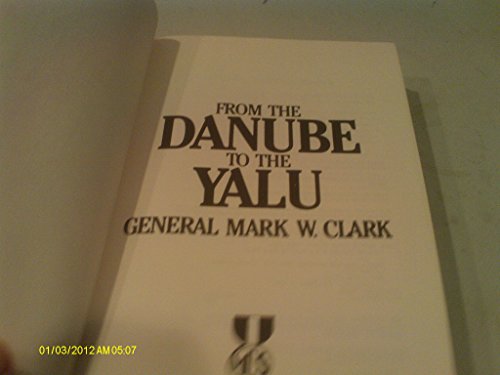 FROM THE
DANUBE
TO THE
YALU
GENERAL MARK W. CLARK
01/03/2012 AM 05:07